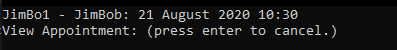 JimBo1 - JimBob: 21 August 2020 10:30
View Appointment: (press enter to cancel.)